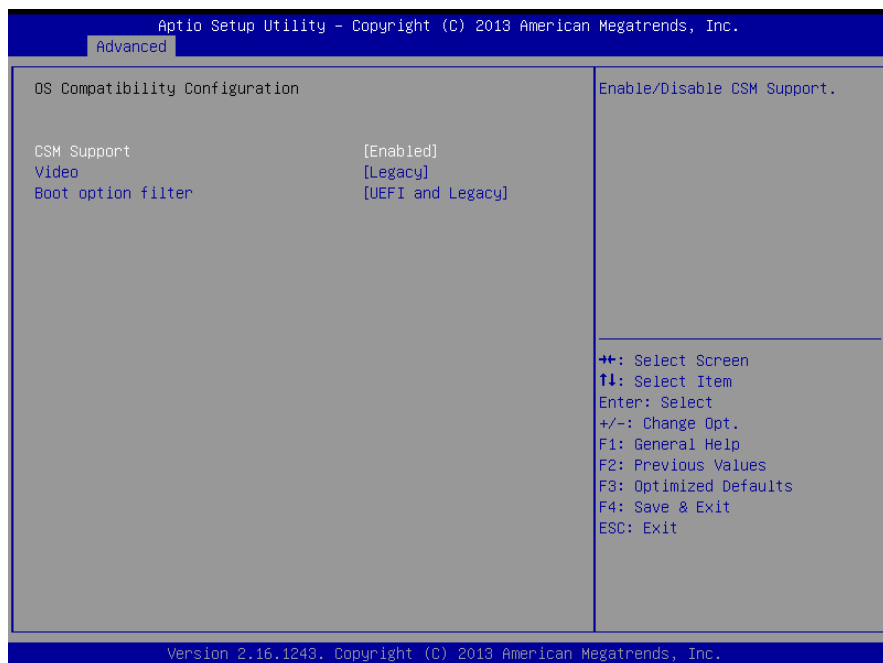 Aptio Setup Utility – Copyright (C) 2013 American Megatrends, Inc.
Advanced
OS Compatibility Configuration
CSM Support [Enabled]
Video [Legacy]
Boot option filter [UEFI and Legacy]
Enable/Disable CSM Support.
→←: Select Screen
↑↓: Select Item
Enter: Select
+/-: Change Opt.
F1: General Help
F2: Previous Values
F3: Optimized Defaults
F4: Save & Exit
ESC: Exit
Version 2.16.1243. Copyright (C) 2013 American Megatrends, Inc.